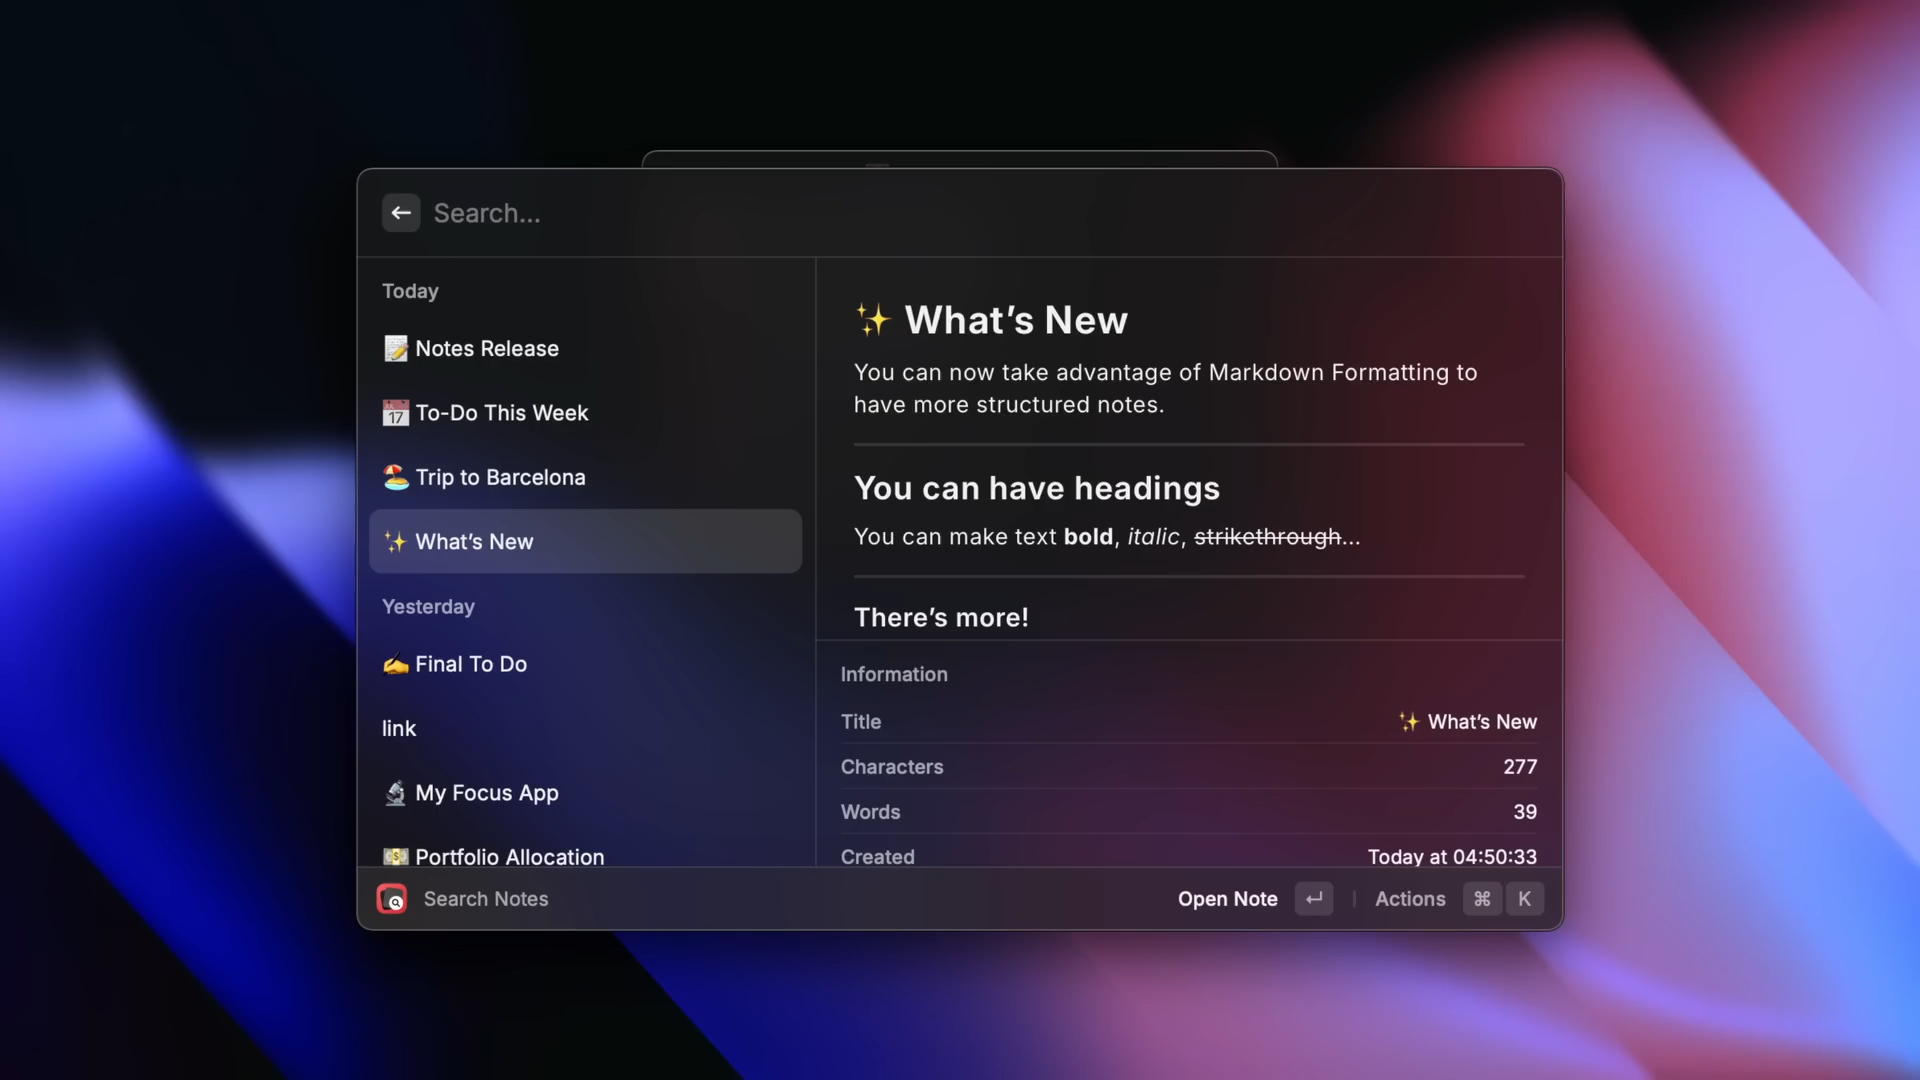 Search...
Today
📝 Notes Release
📅 To-Do This Week
🏖️ Trip to Barcelona
✨ What’s New
Yesterday
✍️ Final To Do
link
🔬 My Focus App
💵 Portfolio Allocation
✨ What’s New
You can now take advantage of Markdown Formatting to
have more structured notes.
You can have headings
You can make text bold, italic, strikethrough...
There’s more!
Information
Title ✨ What’s New
Characters 277
Words 39
Created Today at 04:50:33
Search Notes
Open Note ↵ Actions ⌘ K